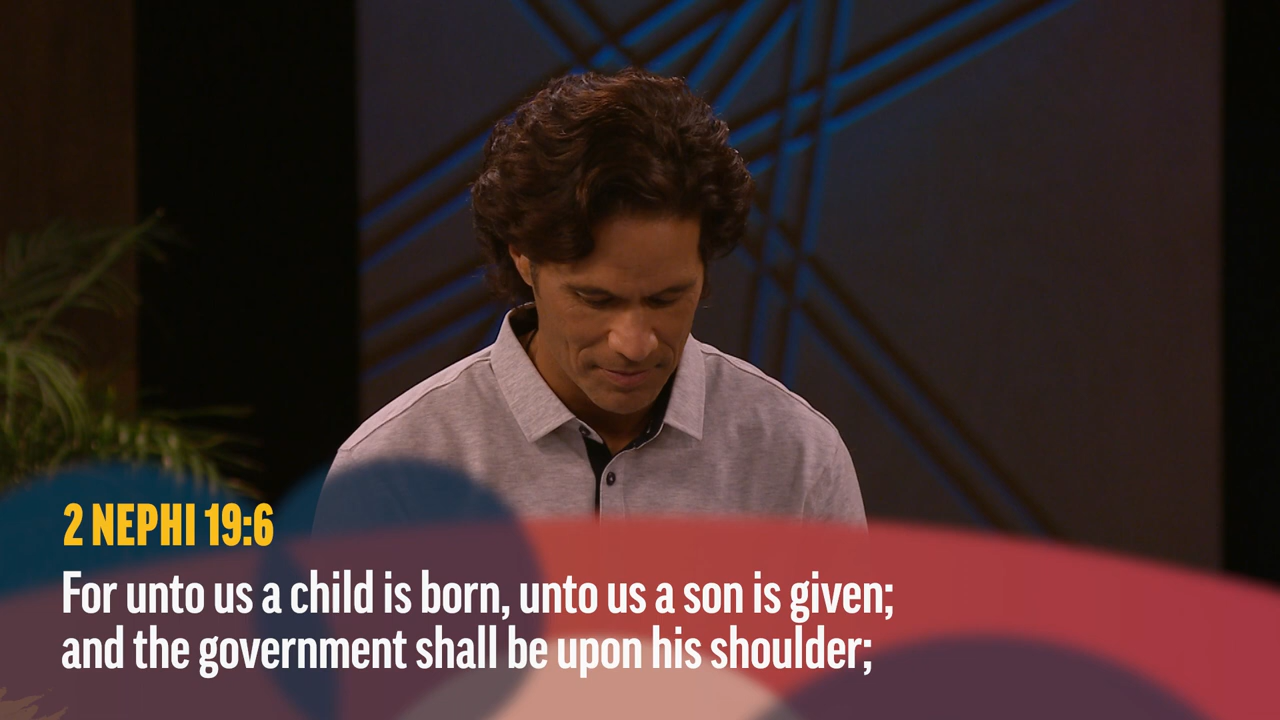 2 NEPHI 19:6
For unto us a child is born, unto us a son is given;
and the government shall be upon his shoulder;